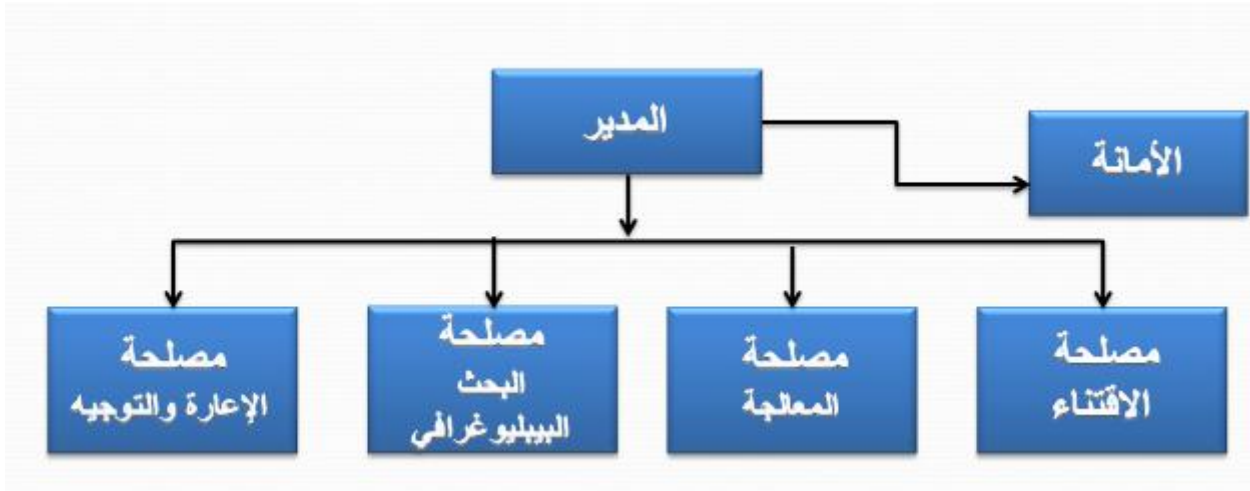 المدير
الأمانة
مصلحة
الاقتناء
مصلحة
المعالجة
مصلحة
البحث
البيبليوغرافي
مصلحة
الإعارة والتوجيه